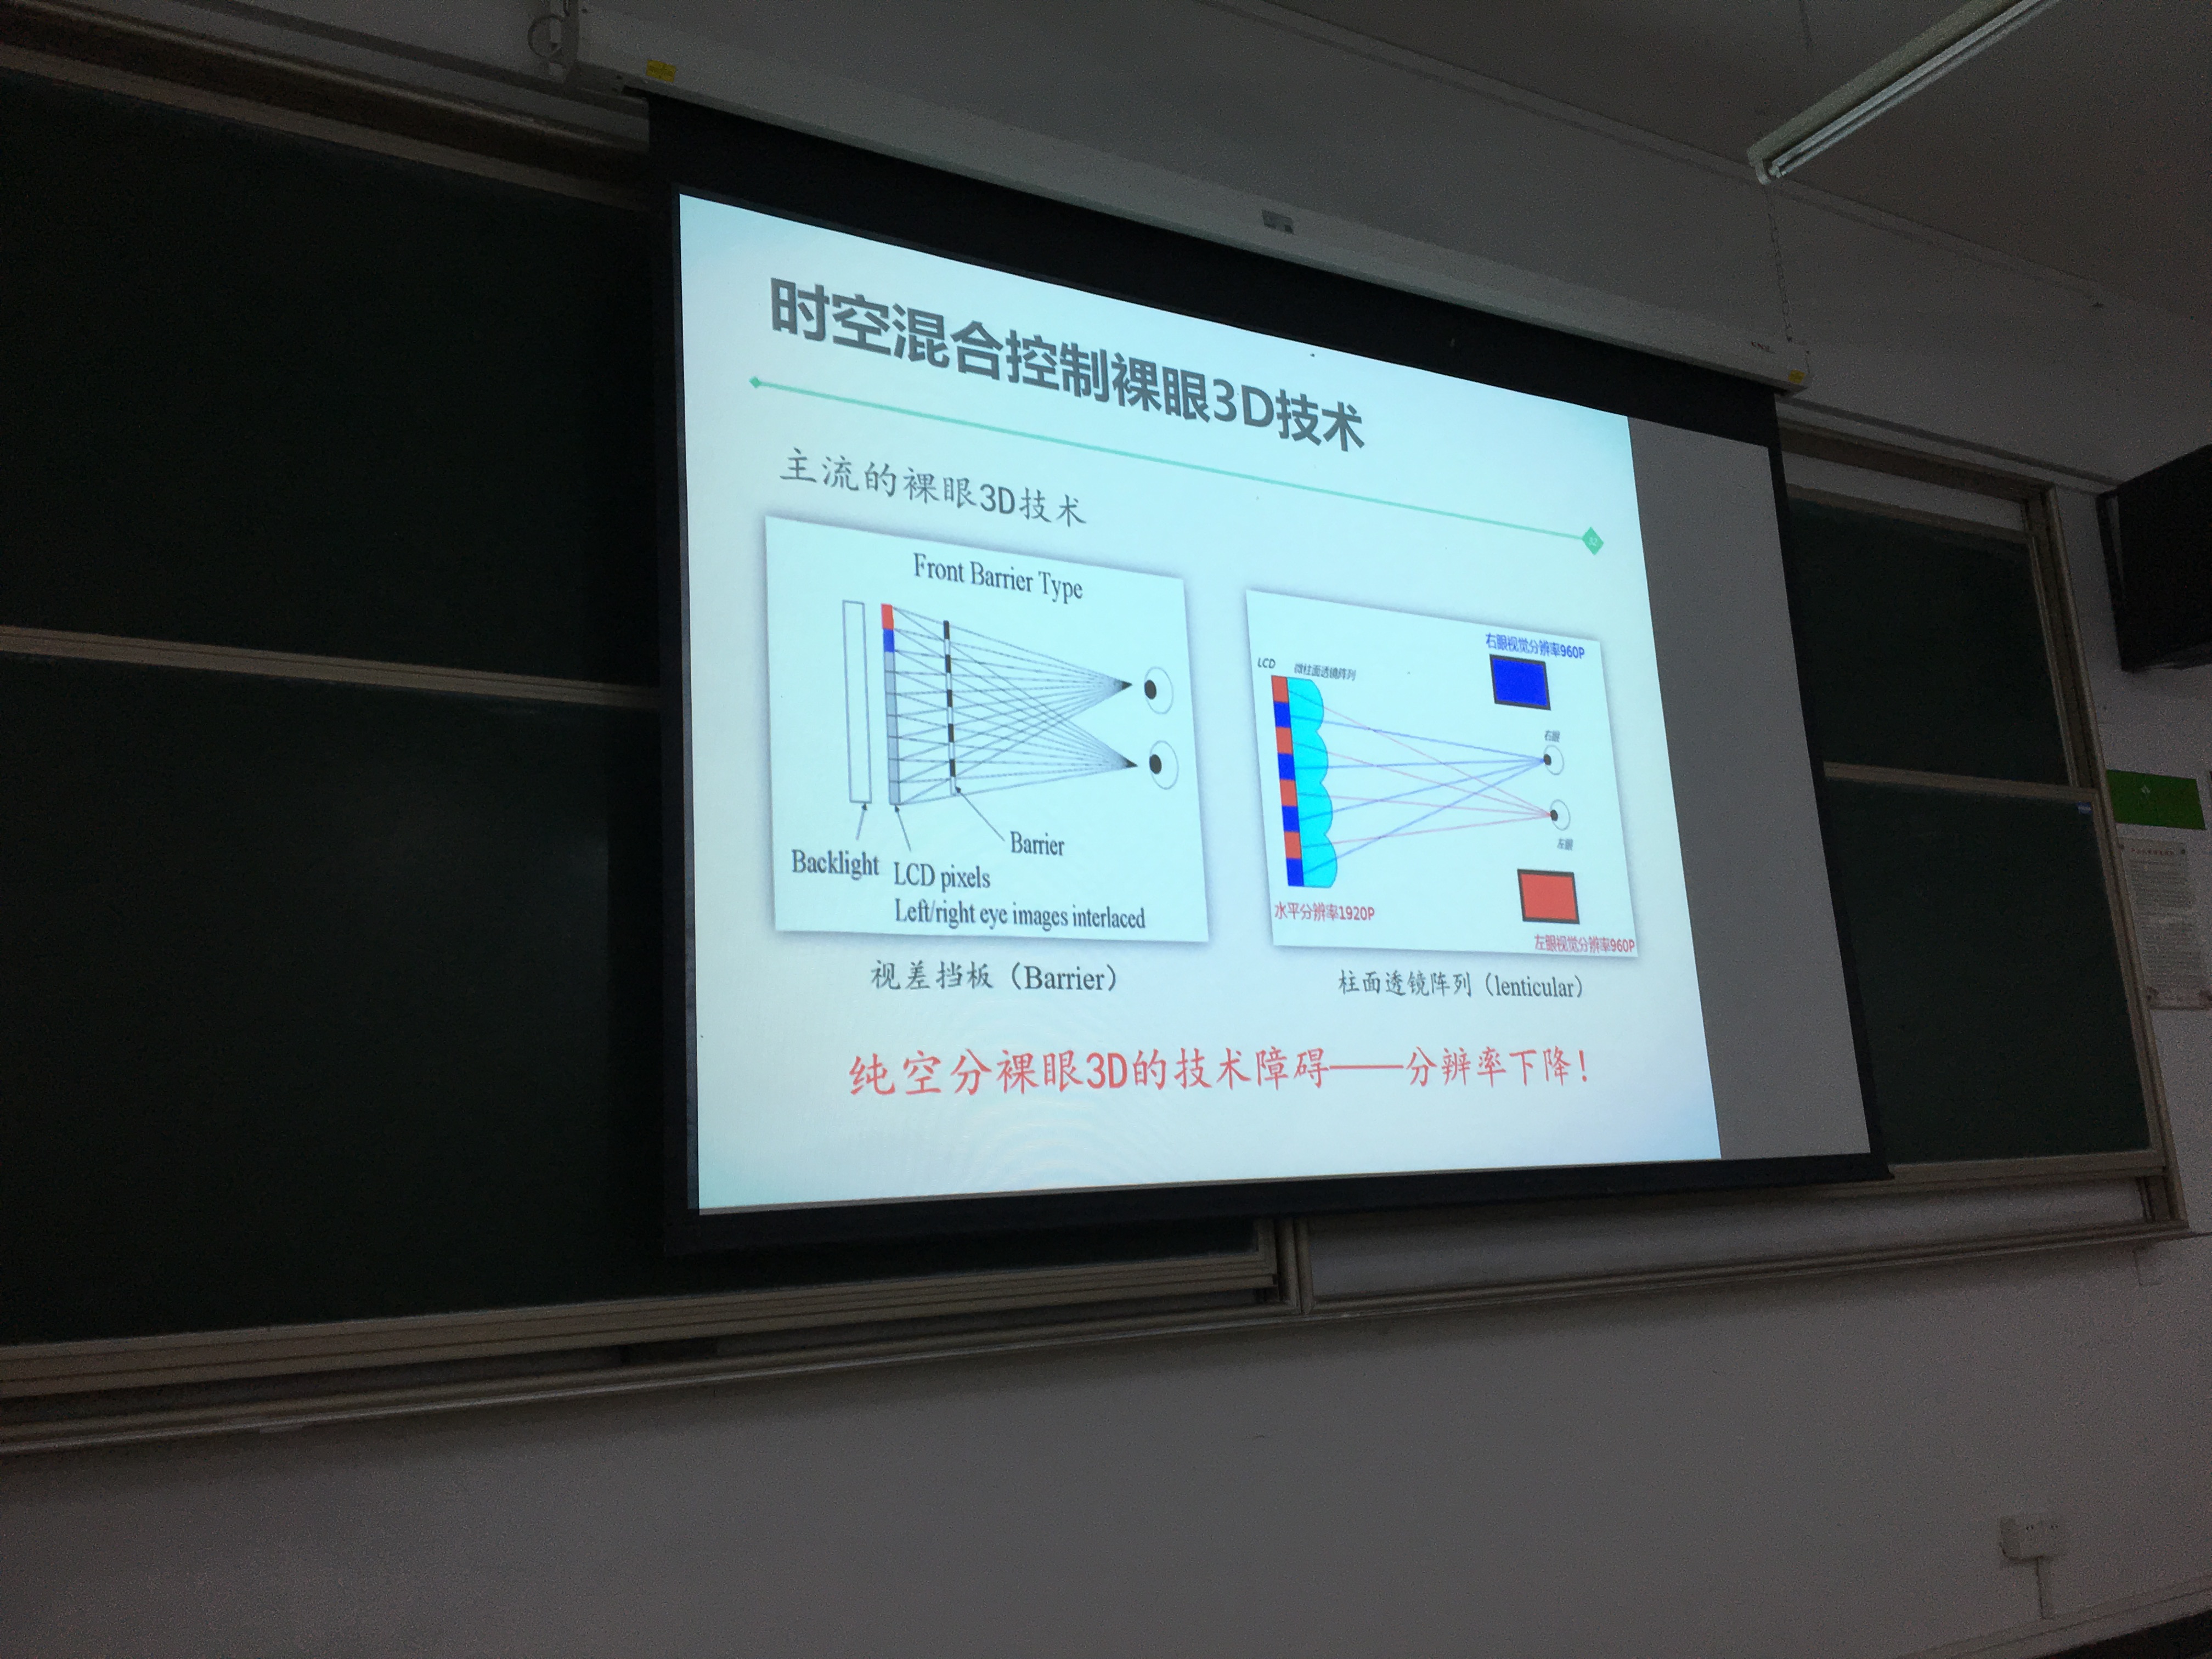 时空混合控制裸眼3D技术
主流的裸眼3D技术
Front Barrier Type
Backlight
LCD pixels
Left/right eye images interlaced
Barrier
视差挡板（Barrier）
右眼视觉分辨率960P
LCD
微柱面透镜阵列
右眼
左眼
水平分辨率1920P
左眼视觉分辨率960P
柱面透镜阵列（lenticular）
纯空分裸眼3D的技术障碍——分辨率下降！